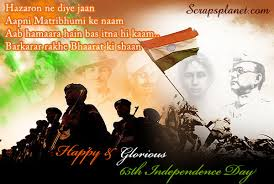 Hazaron ne diye jaan
Scrapsplanet.com
Aapni Matribhumi ke naam
Aab hamaara hain bas itna hi kaam..
Barkarar rakhe Bhaarat ki shaan
Happy & Glorious
65th Independence Day